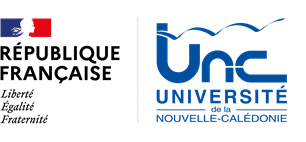 RÉPUBLIQUE
FRANÇAISE
Liberté
Égalité
Fraternité
Unc
UNIVERSITÉ
de la
NOUVELLE-CALÉDONIE